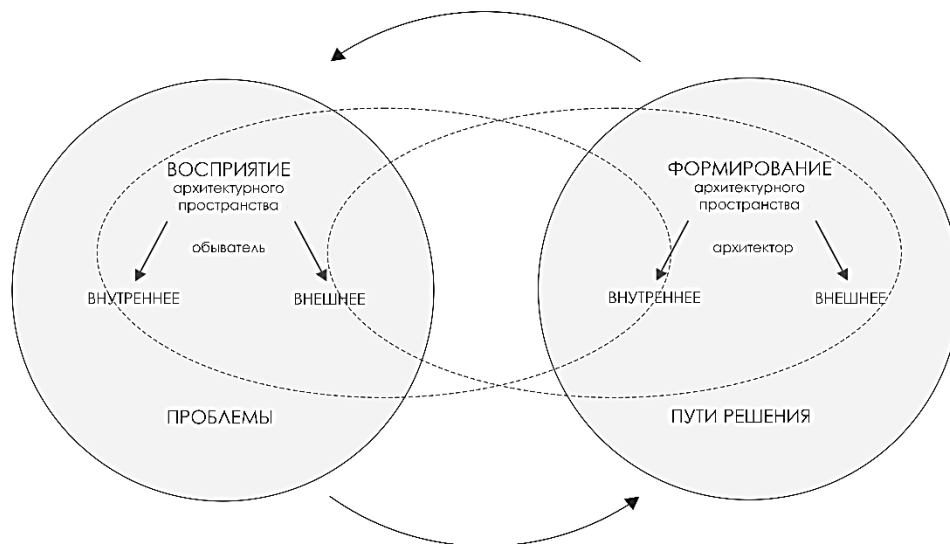 ВОСПРИЯТИЕ
архитектурного
пространства
обыватель
ВНУТРЕННЕЕ
ВНЕШНЕЕ
ПРОБЛЕМЫ
ФОРМИРОВАНИЕ
архитектурного
пространства
архитектор
ВНУТРЕННЕЕ
ВНЕШНЕЕ
ПУТИ РЕШЕНИЯ